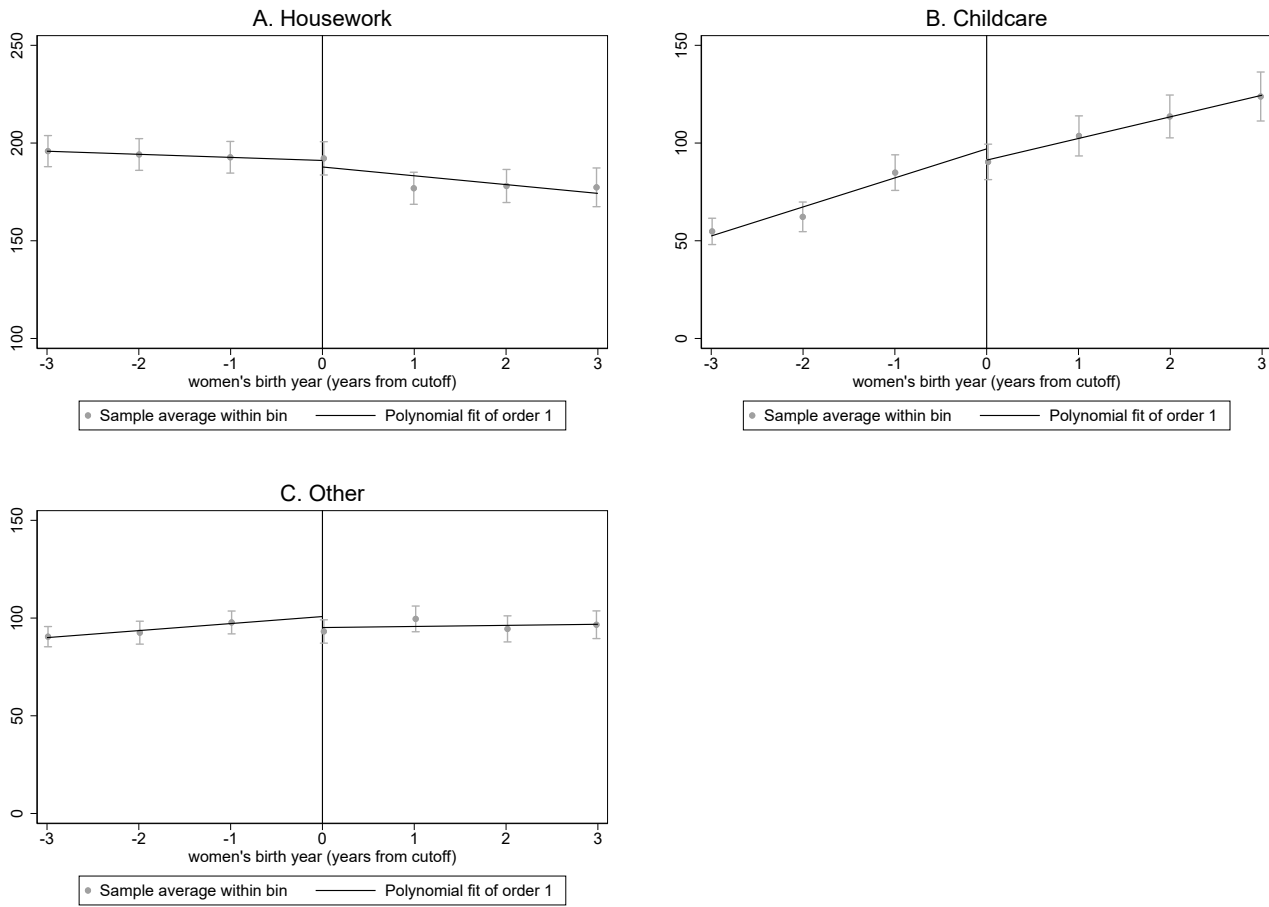 A. Housework
250
200
150
100
-3 -2 -1 0 1 2 3
women's birth year (years from cutoff)
Sample average within bin Polynomial fit of order 1
B. Childcare
150
100
50
0
-3 -2 -1 0 1 2 3
women's birth year (years from cutoff)
Sample average within bin Polynomial fit of order 1
C. Other
150
100
50
0
-3 -2 -1 0 1 2 3
women's birth year (years from cutoff)
Sample average within bin Polynomial fit of order 1